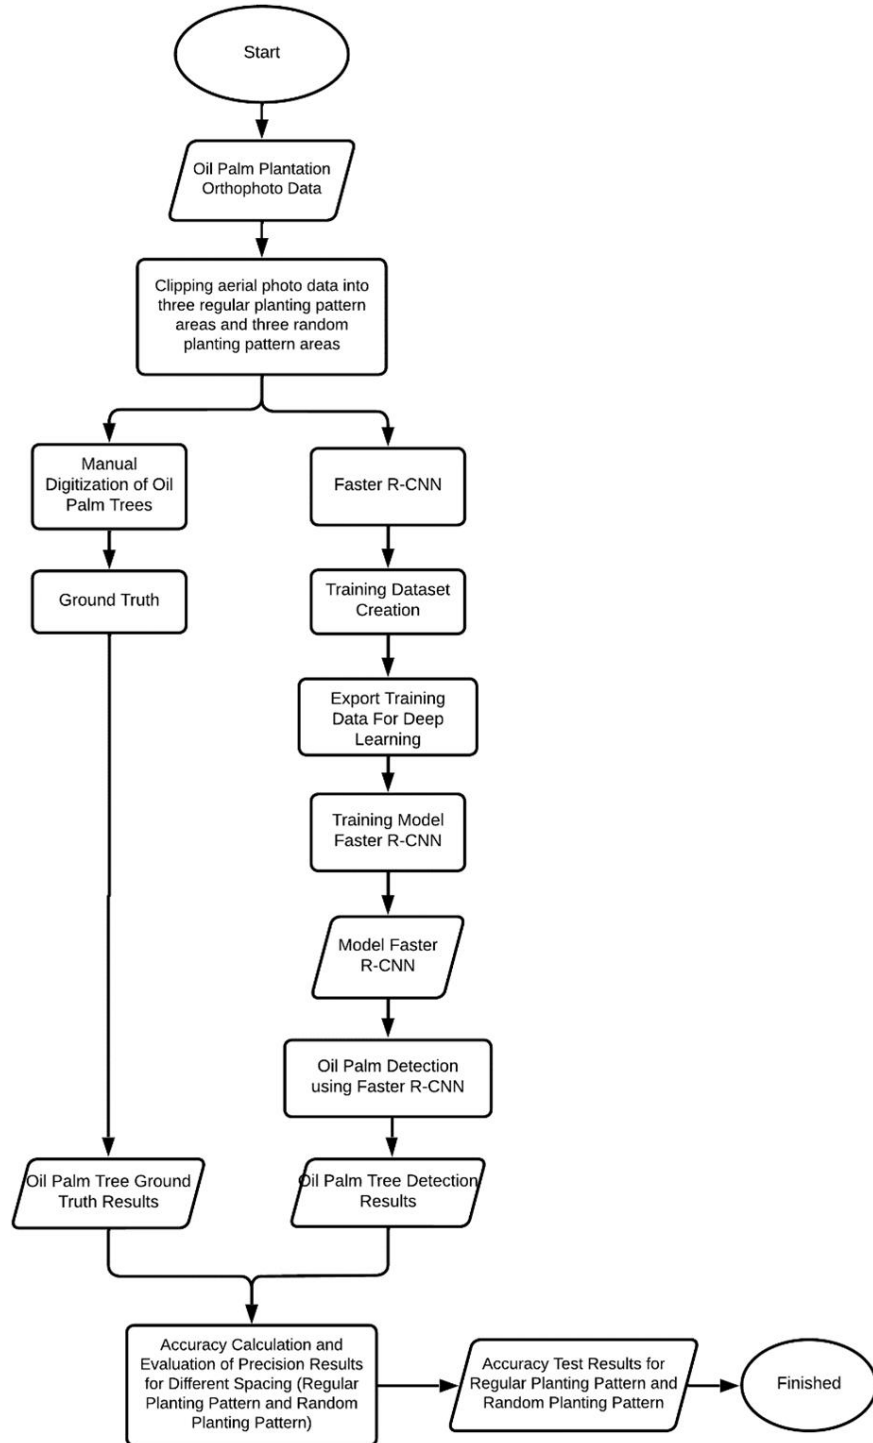 Start
Oil Palm Plantation
Orthophoto Data
Clipping aerial photo data into
three regular planting pattern
areas and three random
planting pattern areas
Manual
Digitization of Oil
Palm Trees
Ground Truth
Faster R-CNN
Training Dataset
Creation
Export Training
Data For Deep
Learning
Training Model
Faster R-CNN
Model Faster
R-CNN
Oil Palm Detection
using Faster R-CNN
Oil Palm Tree Ground
Truth Results
Oil Palm Tree Detection
Results
Accuracy Calculation and
Evaluation of Precision Results
for Different Spacing (Regular
Planting Pattern and Random
Planting Pattern)
Accuracy Test Results for
Regular Planting Pattern and
Random Planting Pattern
Finished